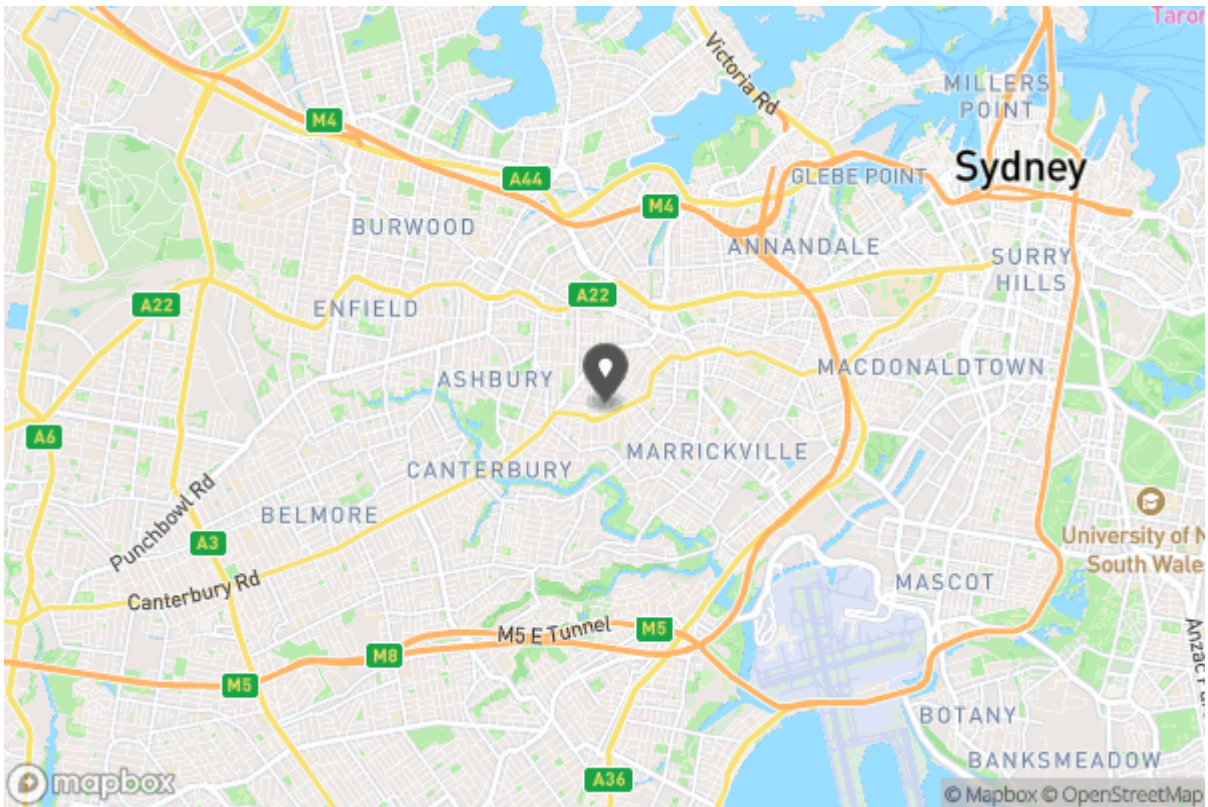 Taron
Victoria Rd
MILLERS
POINT
M4
Sydney
A44
GLEBE POINT
M4
BURWOOD
ANNANDALE
SURRY
HILLS
A22
A22
ENFIELD
MACDONALDTOWN
ASHBURY
A6
MARRICKVILLE
CANTERBURY
Punchbowl Rd
BELMORE
University of N
South Wales
A3
Canterbury Rd
MASCOT
M5 E Tunnel
M5
Anzac Par
M8
M5
BOTANY
BANKSMEADOW
A36
mapbox
© Mapbox © OpenStreetMap